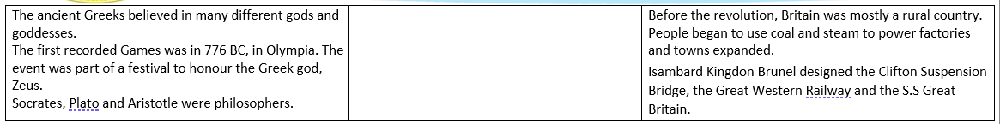 The ancient Greeks believed in many different gods and
goddesses.
The first recorded Games was in 776 BC, in Olympia. The
event was part of a festival to honour the Greek god,
Zeus.
Socrates, Plato and Aristotle were philosophers.
Before the revolution, Britain was mostly a rural country.
People began to use coal and steam to power factories
and towns expanded.
Isambard Kingdon Brunel designed the Clifton Suspension
Bridge, the Great Western Railway and the S.S Great
Britain.